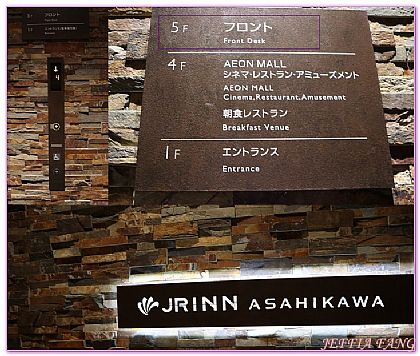 5F フロント
Front Desk
4F AEON MALL
シネマ・レストラン・アミューズメント
AEON MALL
Cinema,Restaurant,Amusement
朝食レストラン
Breakfast Venue
1F エントランス
Entrance
4
JRINN ASAHIKAWA
JEFFIA FANG